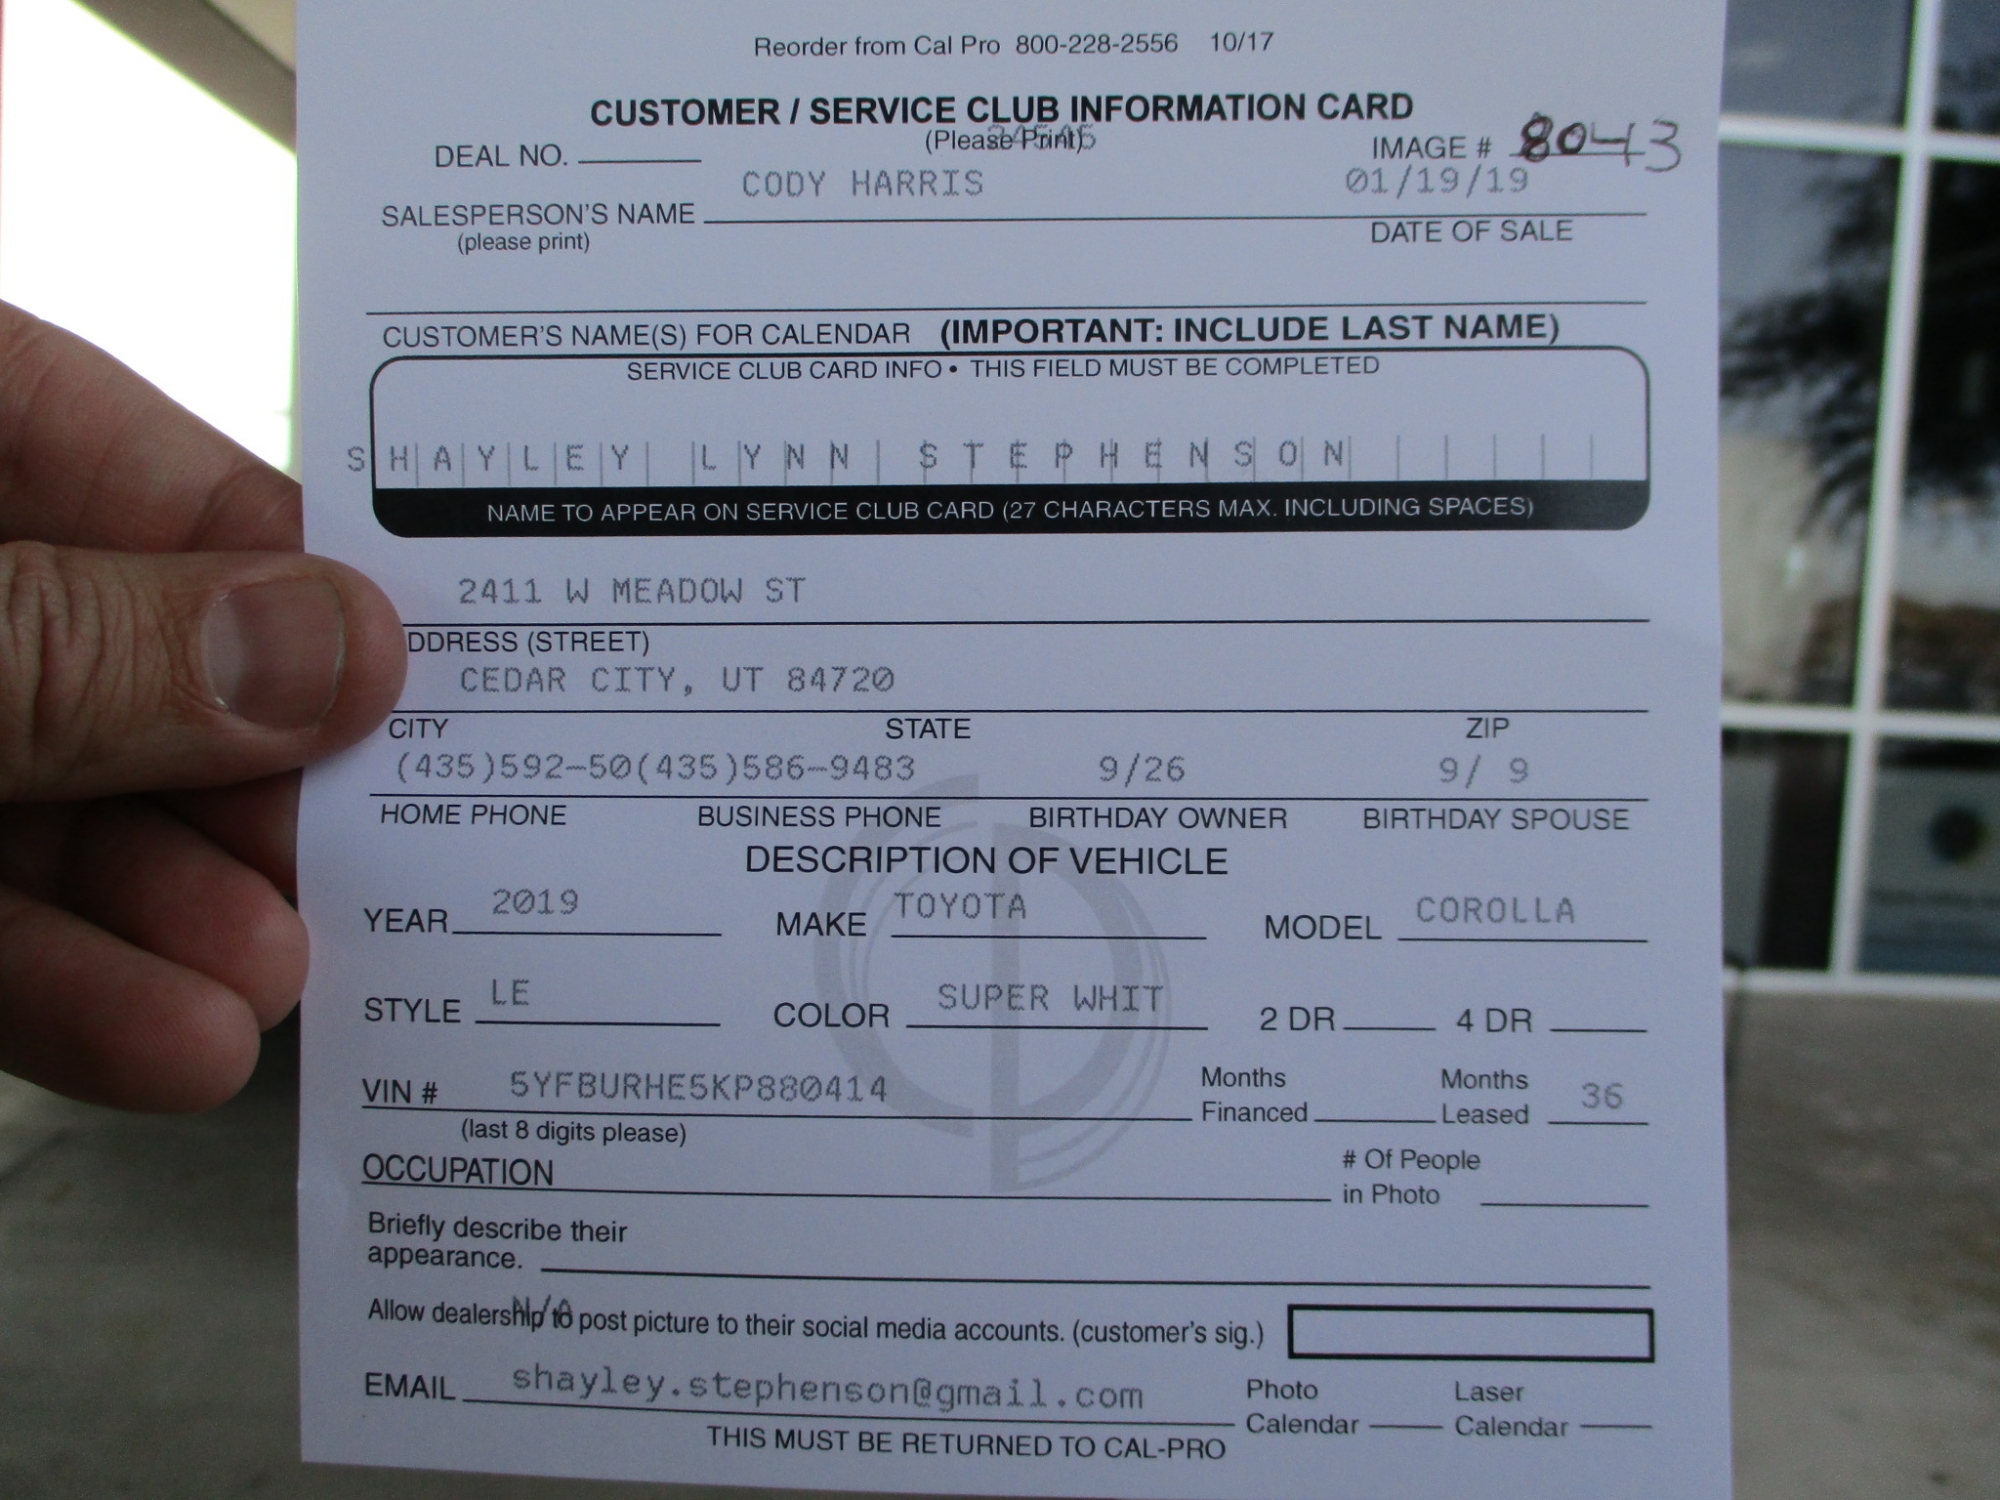 Reorder from Cal Pro 800-228-2556 10/17
CUSTOMER / SERVICE CLUB INFORMATION CARD
(Please Print)
DEAL NO. IMAGE # 8043
CODY HARRIS 01/19/19
SALESPERSON'S NAME
(please print) DATE OF SALE
CUSTOMER'S NAME(S) FOR CALENDAR (IMPORTANT: INCLUDE LAST NAME)
SERVICE CLUB CARD INFO • THIS FIELD MUST BE COMPLETED
SHAYLEY LYNN STEPHENSON
NAME TO APPEAR ON SERVICE CLUB CARD (27 CHARACTERS MAX. INCLUDING SPACES)
2411 W MEADOW ST
DDRESS (STREET)
CEDAR CITY, UT 84720
CITY STATE ZIP
(435)592-50(435)586-9483 9/26 9/ 9
HOME PHONE BUSINESS PHONE BIRTHDAY OWNER BIRTHDAY SPOUSE
DESCRIPTION OF VEHICLE
YEAR 2019 MAKE TOYOTA MODEL COROLLA
STYLE LE COLOR SUPER WHIT 2 DR 4 DR
VIN # 5YFBURHE5KP880414 Months Financed Months Leased 36
(last 8 digits please)
OCCUPATION # Of People in Photo
Briefly describe their
appearance.
N/A
Allow dealership to post picture to their social media accounts. (customer's sig.)
EMAIL shayley.stephenson@gmail.com Photo Calendar Laser Calendar
THIS MUST BE RETURNED TO CAL-PRO